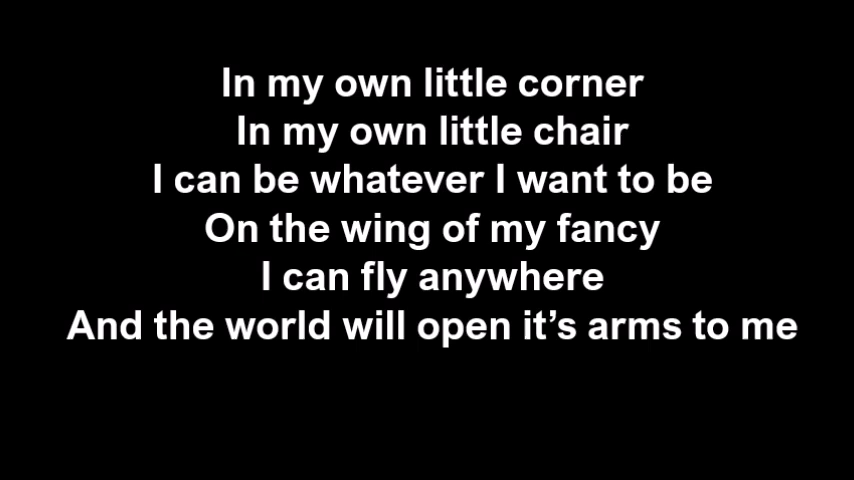 In my own little corner
In my own little chair
I can be whatever I want to be
On the wing of my fancy
I can fly anywhere
And the world will open it’s arms to me